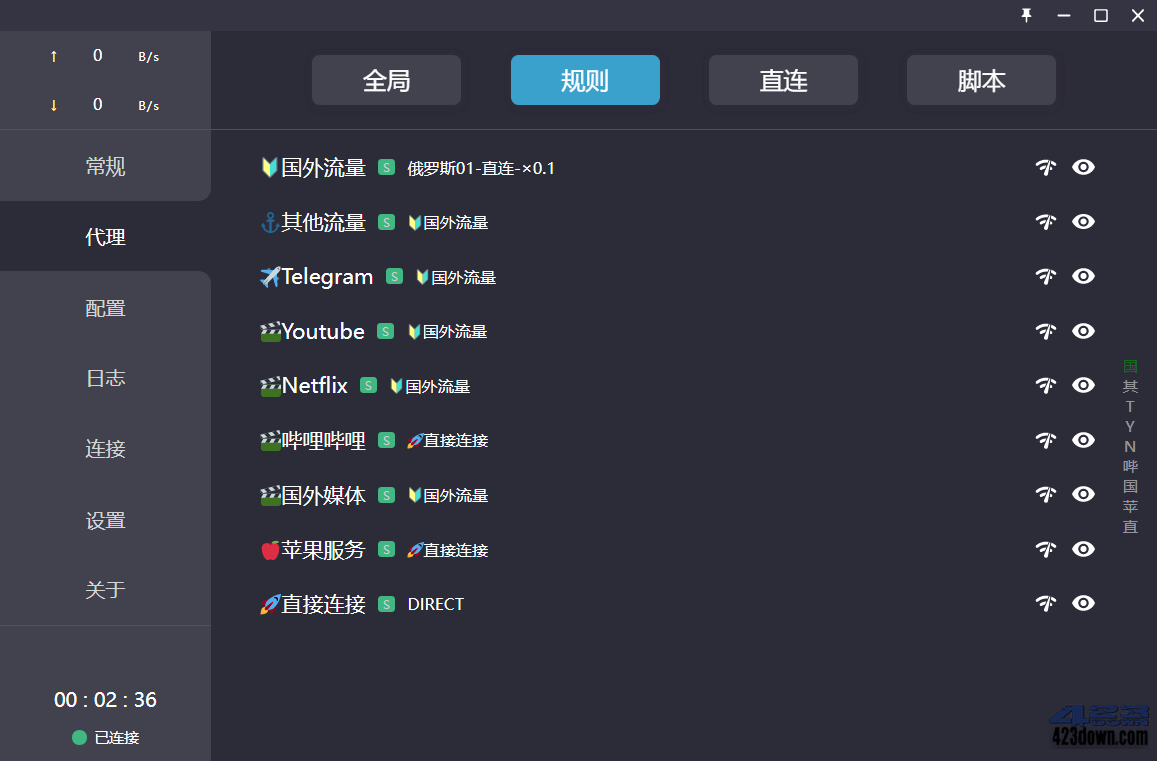 ↑ 0 B/s
↓ 0 B/s
常规
代理
配置
日志
连接
设置
关于
00 : 02 : 36
已连接
全局 规则 直连 脚本
🔰国外流量 S 俄罗斯01-直连-×0.1
⚓其他流量 S 🔰国外流量
✈️Telegram S 🔰国外流量
🎬Youtube S 🔰国外流量
🎬Netflix S 🔰国外流量
🎬哔哩哔哩 S 🚀直接连接
🎬国外媒体 S 🔰国外流量
🍎苹果服务 S 🚀直接连接
🚀直接连接 S DIRECT
国
其
T
Y
N
哔
国
苹
直
423down.com